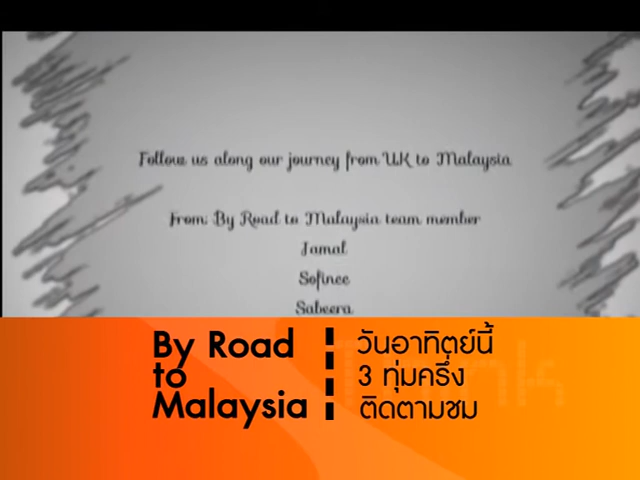 Follow us along our journey from UK to Malaysia
From: By Road to Malaysia team member
Jamal
Sofinee
Sabeera
By Road
to
Malaysia
วันอาทิตย์นี้
3 ทุ่มครึ่ง
ติดตามชม